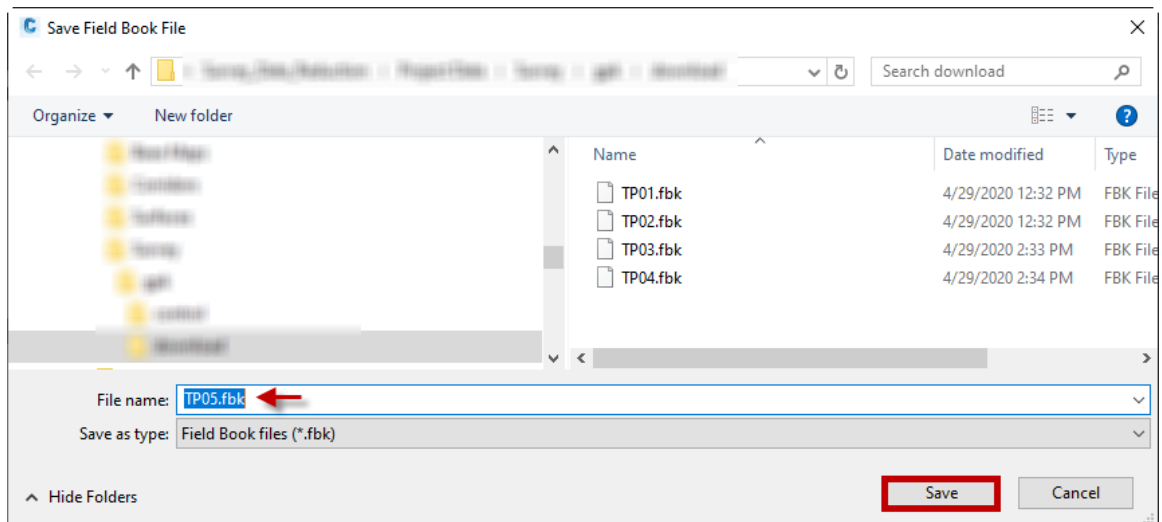 Save Field Book File
Search download
Organize New folder
Name Date modified Type
TP01.fbk 4/29/2020 12:32 PM FBK File
TP02.fbk 4/29/2020 12:32 PM FBK File
TP03.fbk 4/29/2020 2:33 PM FBK File
TP04.fbk 4/29/2020 2:34 PM FBK File
File name: TP05.fbk
Save as type: Field Book files (*.fbk)
Hide Folders Save Cancel